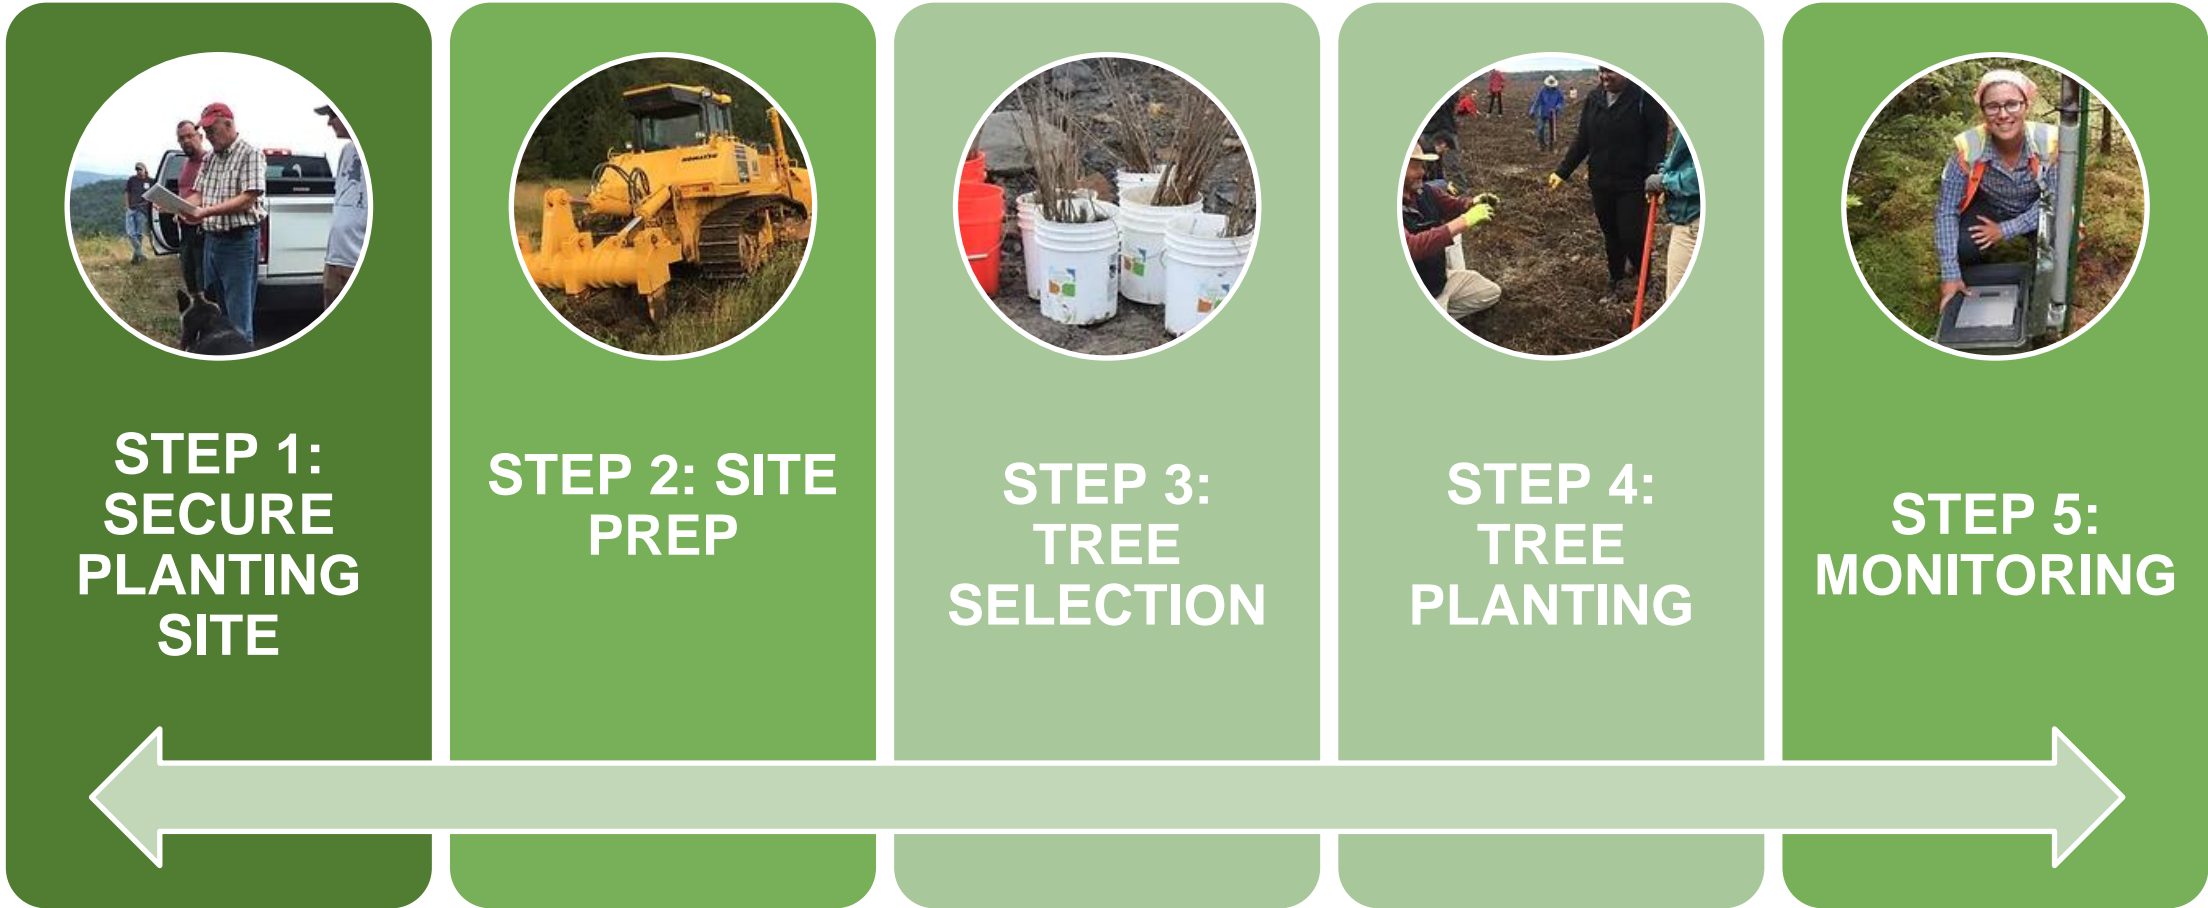 STEP 1:
SECURE
PLANTING
SITE
STEP 2: SITE
PREP
STEP 3:
TREE
SELECTION
STEP 4:
TREE
PLANTING
STEP 5:
MONITORING
KOMATSU